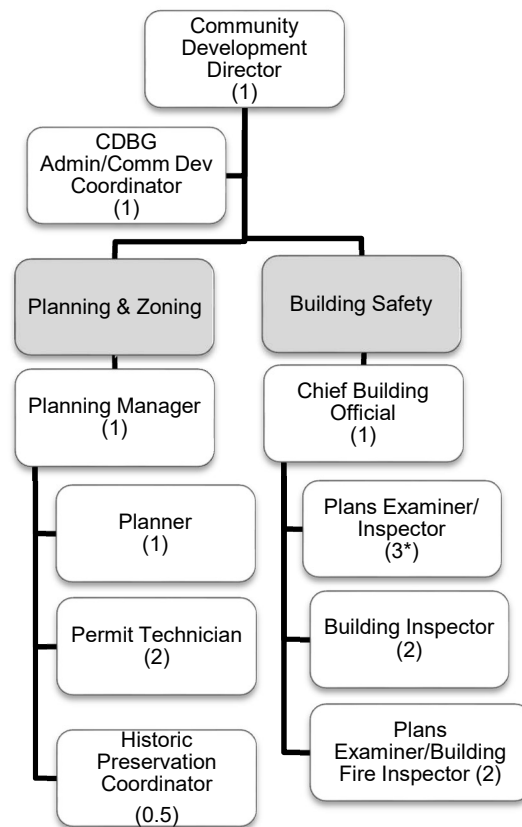 Community
Development
Director
(1)
CDBG
Admin/Comm Dev
Coordinator
(1)
Planning & Zoning
Building Safety
Planning Manager
(1)
Chief Building
Official
(1)
Planner
(1)
Plans Examiner/
Inspector
(3*)
Permit Technician
(2)
Building Inspector
(2)
Historic
Preservation
Coordinator
(0.5)
Plans
Examiner/Building
Fire Inspector (2)